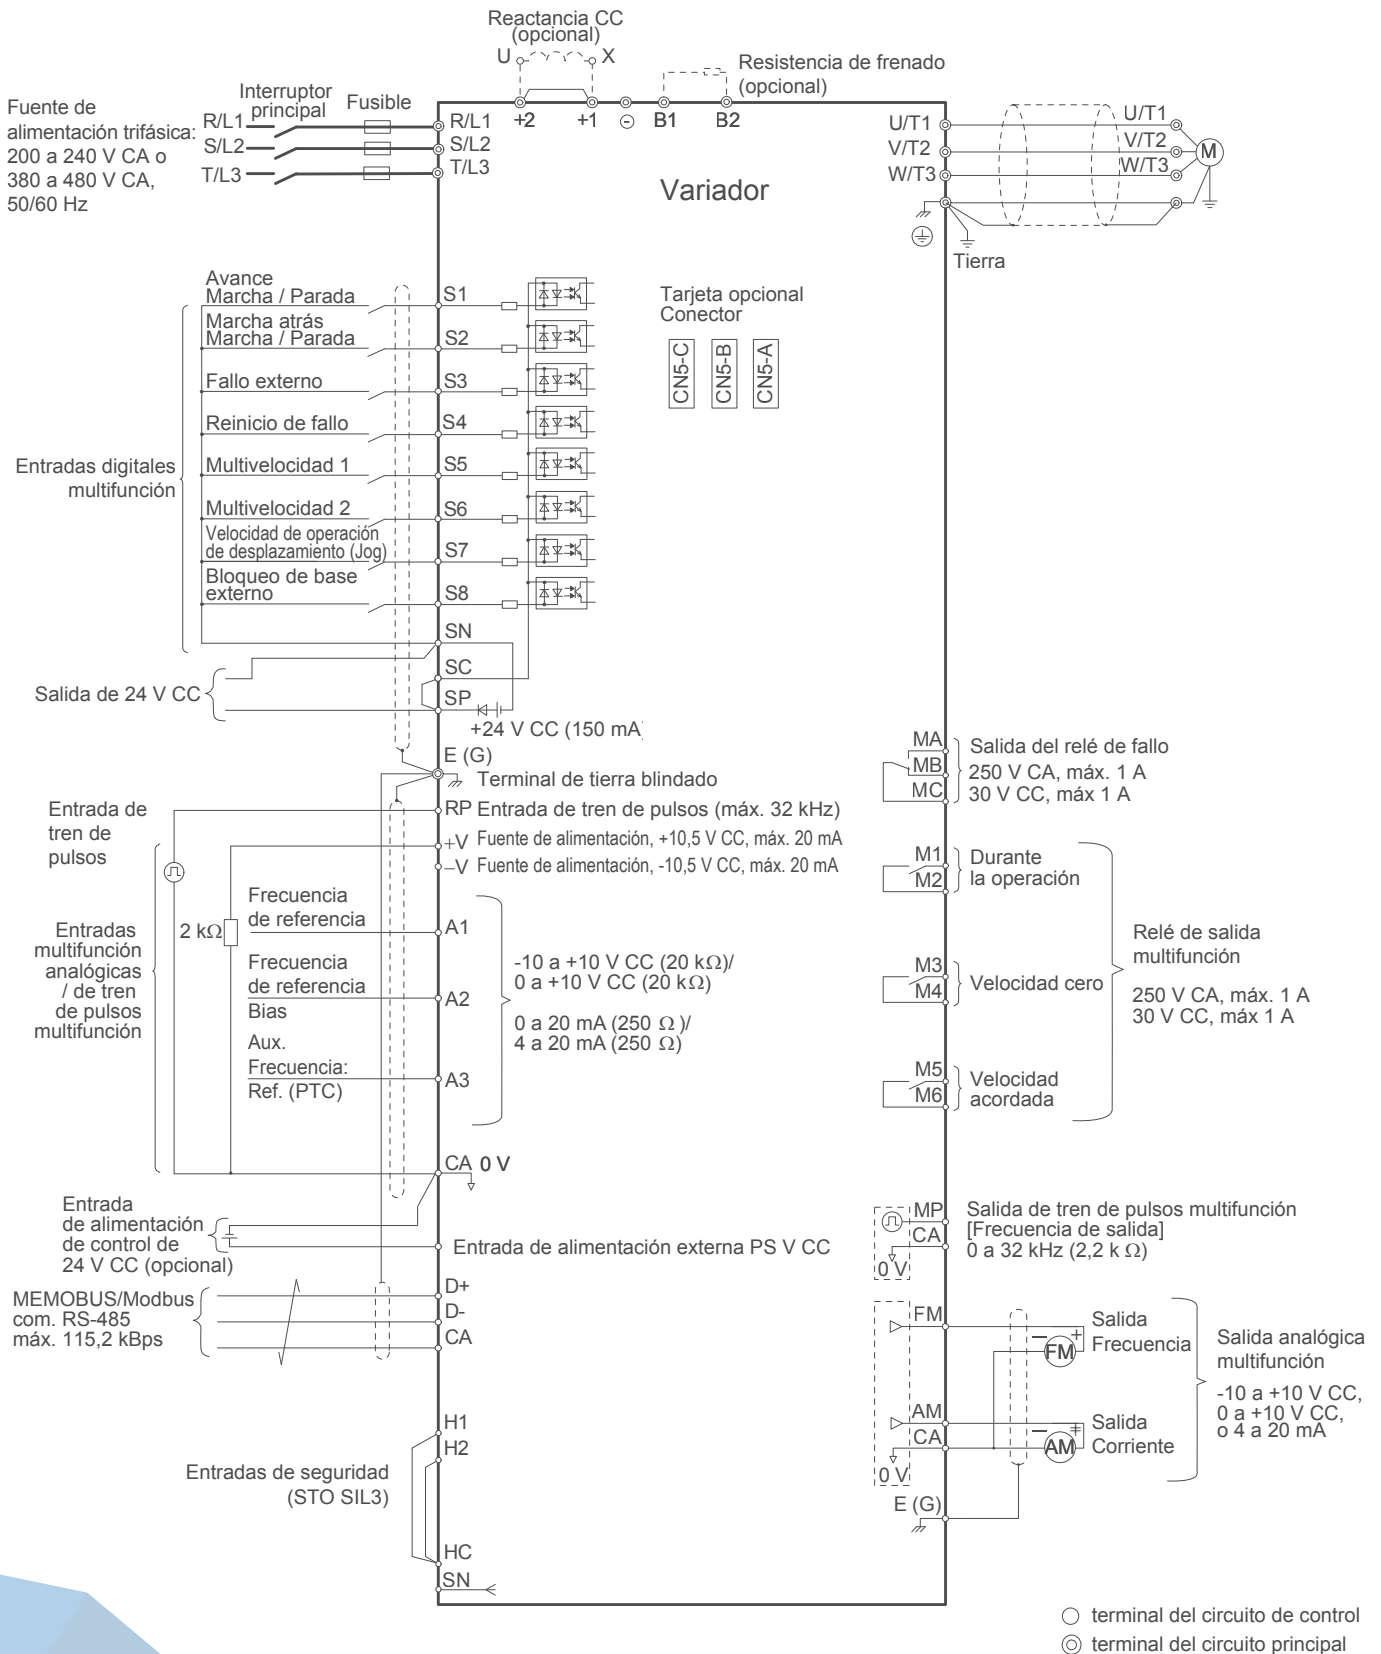 Reactancia CC
(opcional)
U X
Resistencia de frenado
(opcional)
Interruptor
principal
Fusible
Fuente de
alimentación trifásica:
200 a 240 V CA o
380 a 480 V CA,
50/60 Hz
R/L1
S/L2
T/L3
R/L1
S/L2
T/L3
+2 +1 ⊖ B1 B2
Variador
U/T1
V/T2
W/T3
U/T1
V/T2
W/T3
M
Tierra
Tarjeta opcional
Conector
CN5-C
CN5-B
CN5-A
Entradas digitales
multifunción
Avance
Marcha / Parada
S1
Marcha atrás
Marcha / Parada
S2
Fallo externo
S3
Reinicio de fallo
S4
Multivelocidad 1
S5
Multivelocidad 2
S6
Velocidad de operación
de desplazamiento (Jog)
S7
Bloqueo de base
externo
S8
SN
SC
SP
Salida de 24 V CC
+24 V CC (150 mA)
E (G)
Terminal de tierra blindado
Entrada de
tren de
pulsos
RP Entrada de tren de pulsos (máx. 32 kHz)
+V Fuente de alimentación, +10,5 V CC, máx. 20 mA
–V Fuente de alimentación, -10,5 V CC, máx. 20 mA
Entradas
multifunción
analógicas
/ de tren
de pulsos
multifunción
2 kΩ
Frecuencia
de referencia
A1
Frecuencia
de referencia
Bias
A2
Aux.
Frecuencia:
Ref. (PTC)
A3
-10 a +10 V CC (20 kΩ)/
0 a +10 V CC (20 kΩ)
0 a 20 mA (250 Ω )/
4 a 20 mA (250 Ω)
CA 0 V
Entrada
de alimentación
de control de
24 V CC (opcional)
Entrada de alimentación externa PS V CC
MEMOBUS/Modbus
com. RS-485
máx. 115,2 kBps
D+
D-
CA
H1
H2
Entradas de seguridad
(STO SIL3)
HC
SN
MA
MB
MC
Salida del relé de fallo
250 V CA, máx. 1 A
30 V CC, máx 1 A
M1
M2
Durante
la operación
M3
M4
Velocidad cero
M5
M6
Velocidad
acordada
Relé de salida
multifunción
250 V CA, máx. 1 A
30 V CC, máx 1 A
MP
CA
0 V
Salida de tren de pulsos multifunción
[Frecuencia de salida]
0 a 32 kHz (2,2 k Ω)
FM
− +
FM
Salida
Frecuencia
AM
CA
0 V
−
AM
Salida
Corriente
Salida analógica
multifunción
-10 a +10 V CC,
0 a +10 V CC,
o 4 a 20 mA
E (G)
terminal del circuito de control
terminal del circuito principal